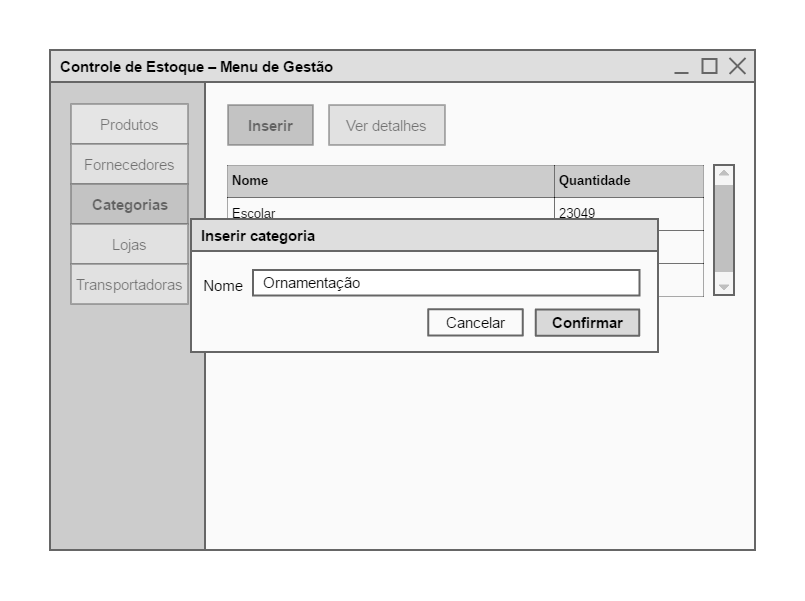 Controle de Estoque – Menu de Gestão
Produtos
Fornecedores
Categorias
Lojas
Transportadoras
Inserir
Ver detalhes
Nome Quantidade
Escolar 23049
Inserir categoria
Nome Ornamentação
Cancelar Confirmar